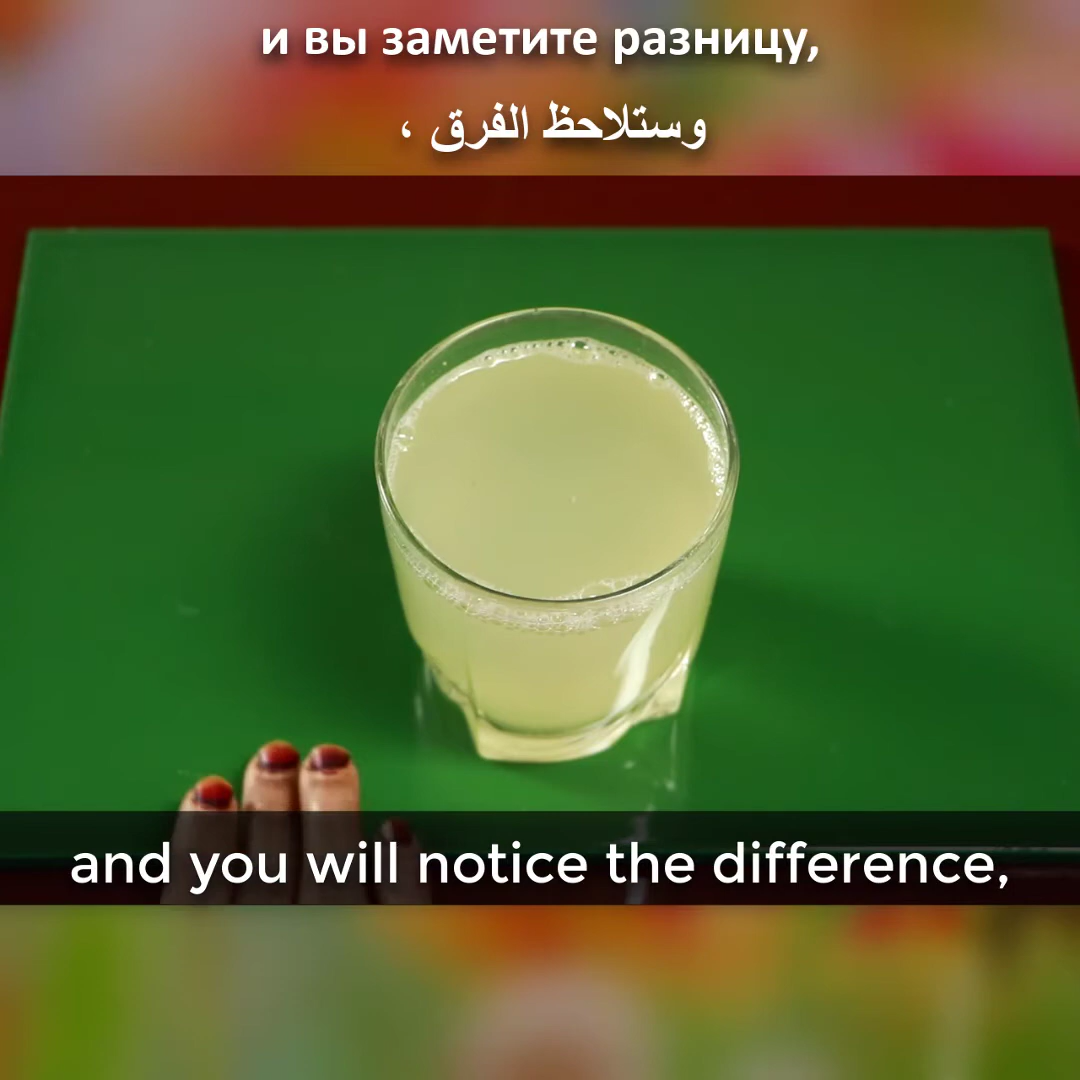 и вы заметите разницу,
وستلاحظ الفرق ،
and you will notice the difference,